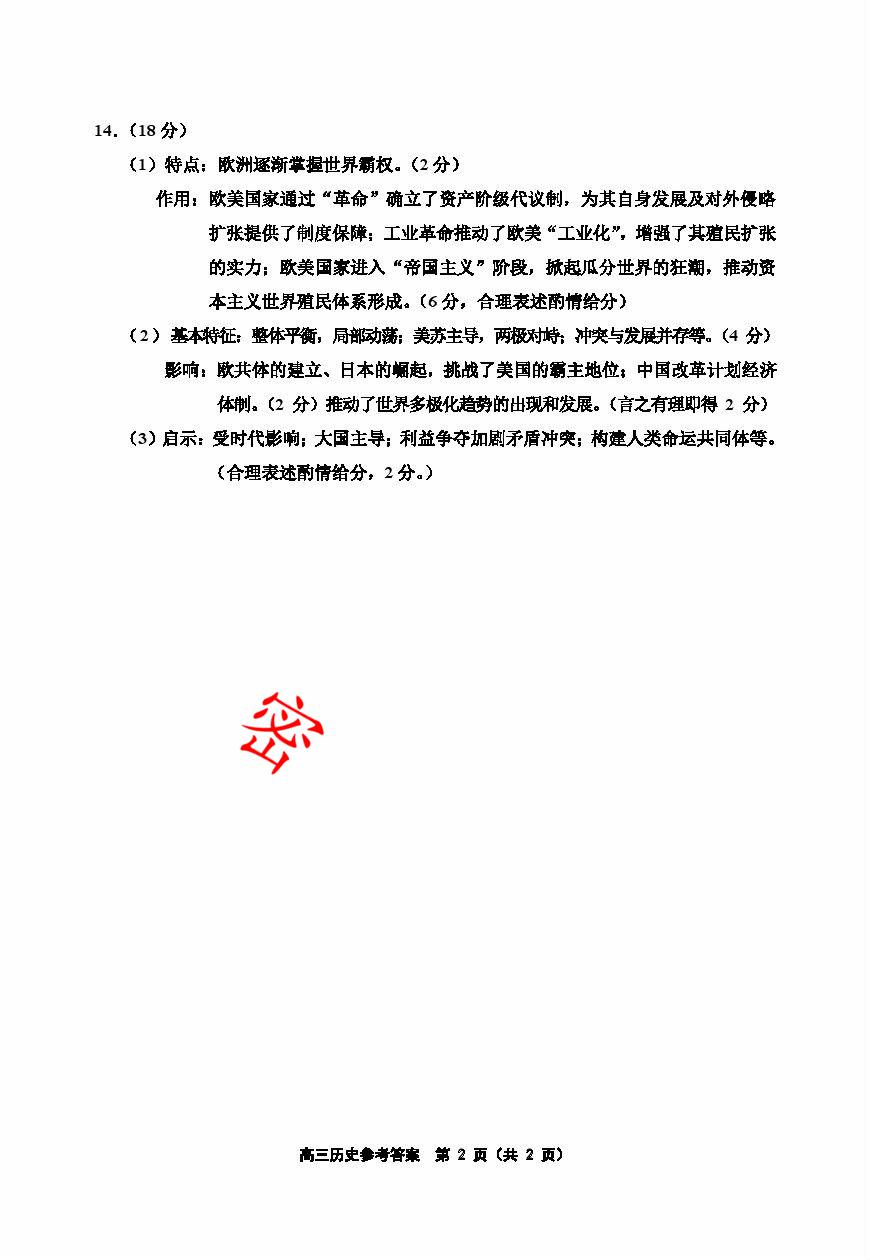 14.（18 分）
（1）特点：欧洲逐渐掌握世界霸权。（2 分）
作用：欧美国家通过“革命”确立了资产阶级代议制，为其自身发展及对外侵略
扩张提供了制度保障；工业革命推动了欧美“工业化”，增强了其殖民扩张
的实力；欧美国家进入“帝国主义”阶段，掀起瓜分世界的狂潮，推动资
本主义世界殖民体系形成。（6 分，合理表述酌情给分）
（2） 基本特征：整体平衡，局部动荡；美苏主导，两极对峙；冲突与发展并存等。（4 分）
影响：欧共体的建立、日本的崛起，挑战了美国的霸主地位；中国改革计划经济
体制。（2 分）推动了世界多极化趋势的出现和发展。（言之有理即得 2 分）
（3）启示：受时代影响；大国主导；利益争夺加剧矛盾冲突；构建人类命运共同体等。
（合理表述酌情给分，2 分。）
密
高三历史参考答案 第 2 页（共 2 页）